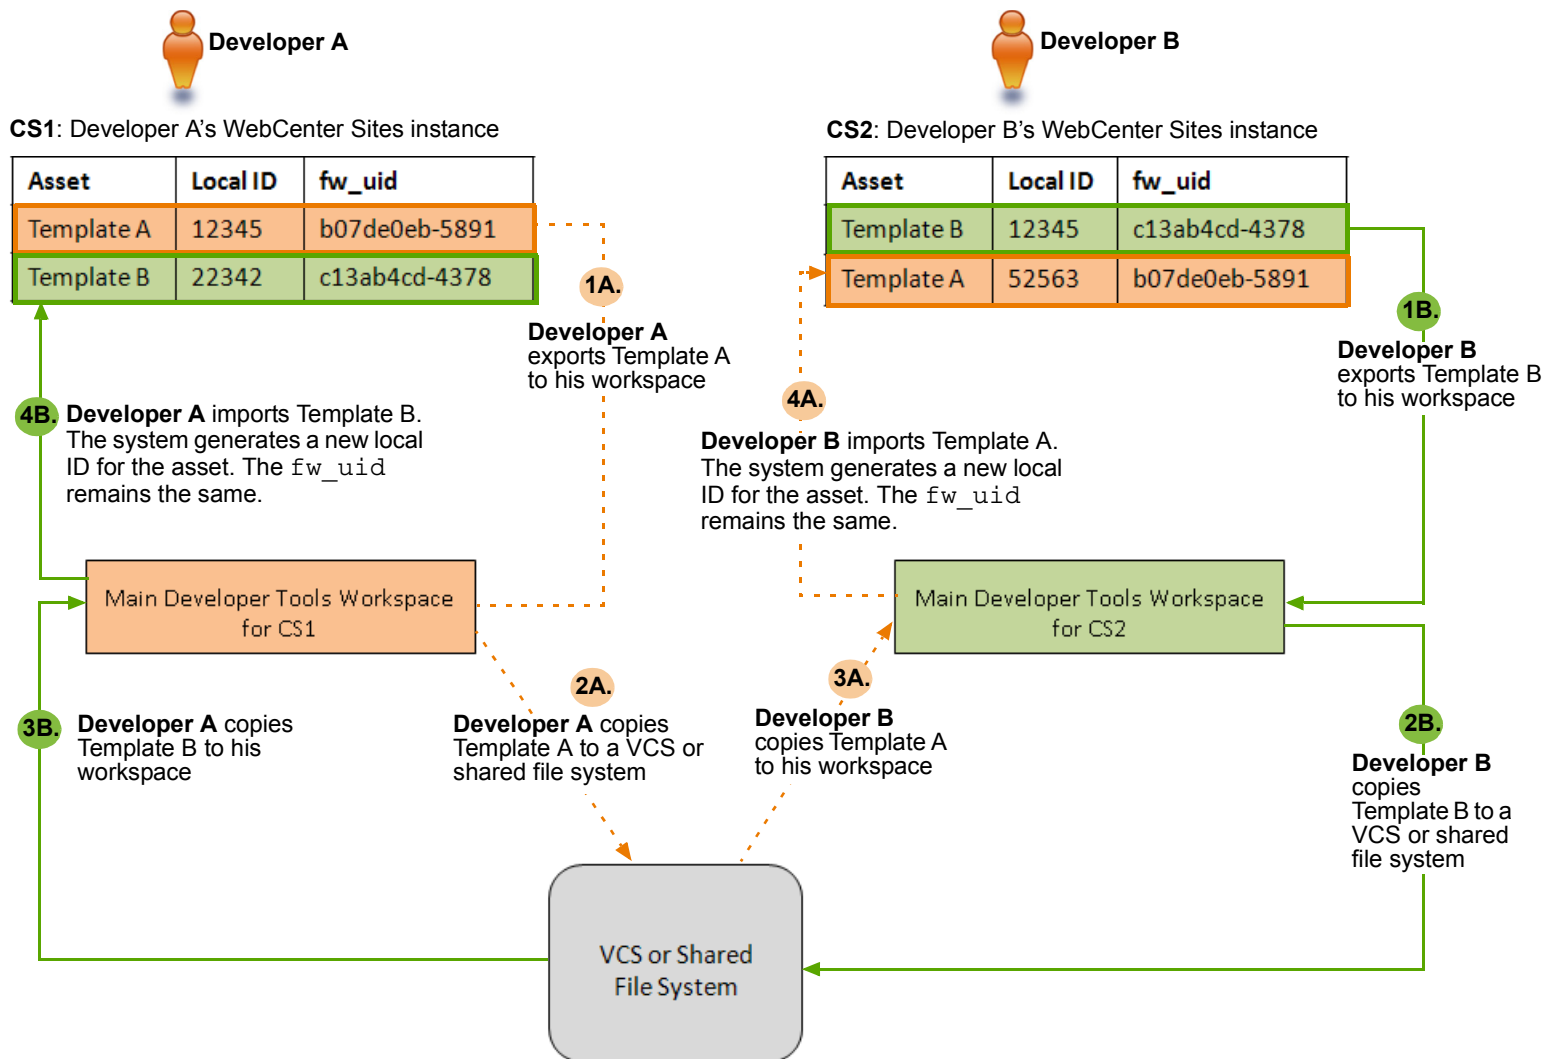 Developer A
Developer B
CS1: Developer A’s WebCenter Sites instance
CS2: Developer B’s WebCenter Sites instance
Asset Local ID fw_uid
Template A 12345 b07de0eb-5891
Template B 22342 c13ab4cd-4378
Asset Local ID fw_uid
Template B 12345 c13ab4cd-4378
Template A 52563 b07de0eb-5891
1A.
Developer A
exports Template A
to his workspace
1B.
Developer B
exports Template B
to his workspace
4B.
Developer A imports Template B.
The system generates a new local
ID for the asset. The fw_uid
remains the same.
4A.
Developer B imports Template A.
The system generates a new local
ID for the asset. The fw_uid
remains the same.
Main Developer Tools Workspace
for CS1
Main Developer Tools Workspace
for CS2
3B.
Developer A copies
Template B to his
workspace
2A.
Developer A copies
Template A to a VCS or
shared file system
3A.
Developer B
copies Template A
to his workspace
2B.
Developer B
copies
Template B to a
VCS or shared
file system
VCS or Shared
File System